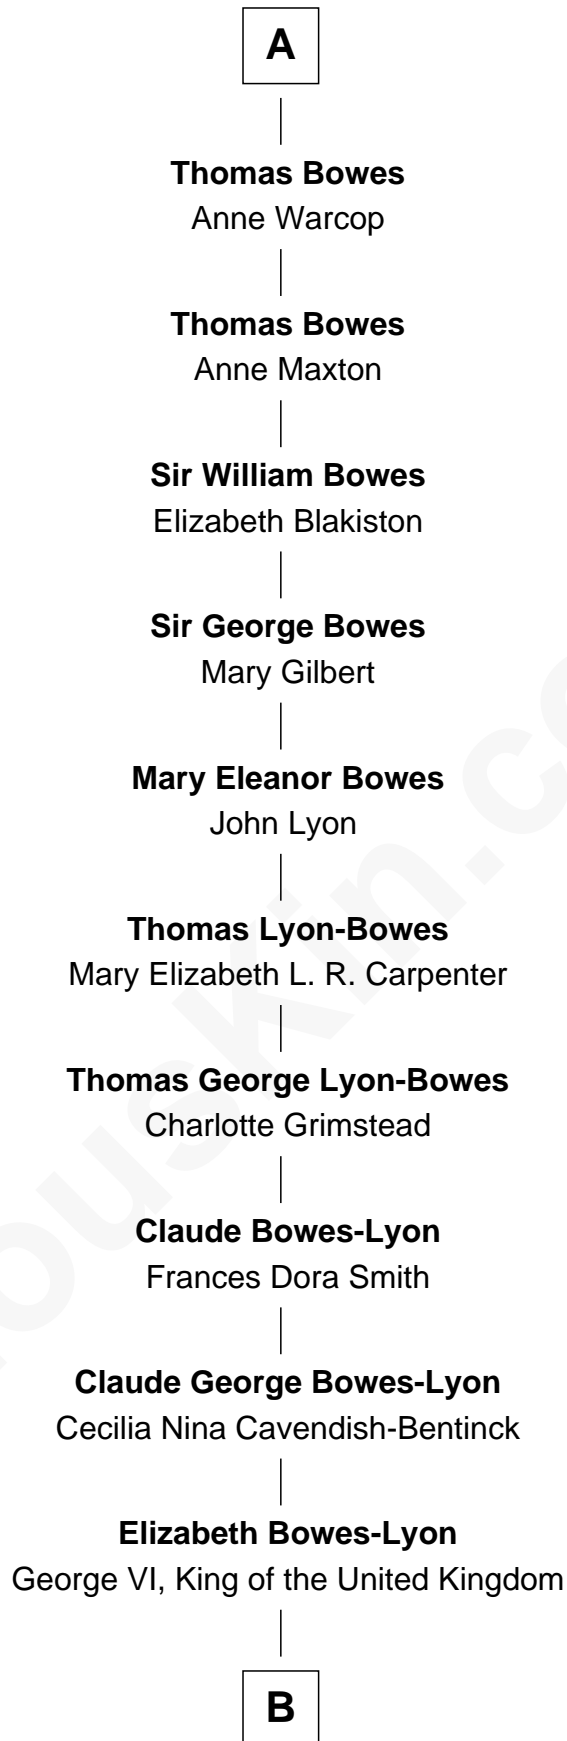 A
Thomas Bowes
Anne Warcop
Thomas Bowes
Anne Maxton
Sir William Bowes
Elizabeth Blakiston
Sir George Bowes
Mary Gilbert
Mary Eleanor Bowes
John Lyon
Thomas Lyon-Bowes
Mary Elizabeth L. R. Carpenter
Thomas George Lyon-Bowes
Charlotte Grimstead
Claude Bowes-Lyon
Frances Dora Smith
Claude George Bowes-Lyon
Cecilia Nina Cavendish-Bentinck
Elizabeth Bowes-Lyon
George VI, King of the United Kingdom
B